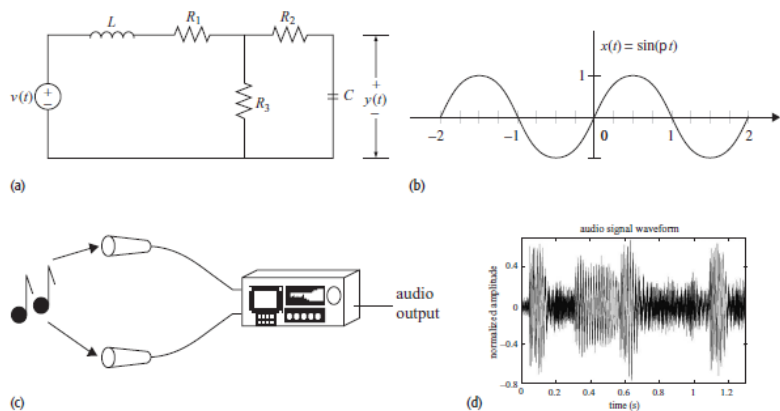 L R1 R2
v(t) + − R3 C + y(t) −
(a)
x(t) = sin(pt)
1
−2 −1 0 1 2
(b)
audio
output
(c)
audio signal waveform
normalized amplitude
0.4
0
−0.4
−0.8
0 0.2 0.4 0.6 0.8 1 1.2
time (s)
(d)